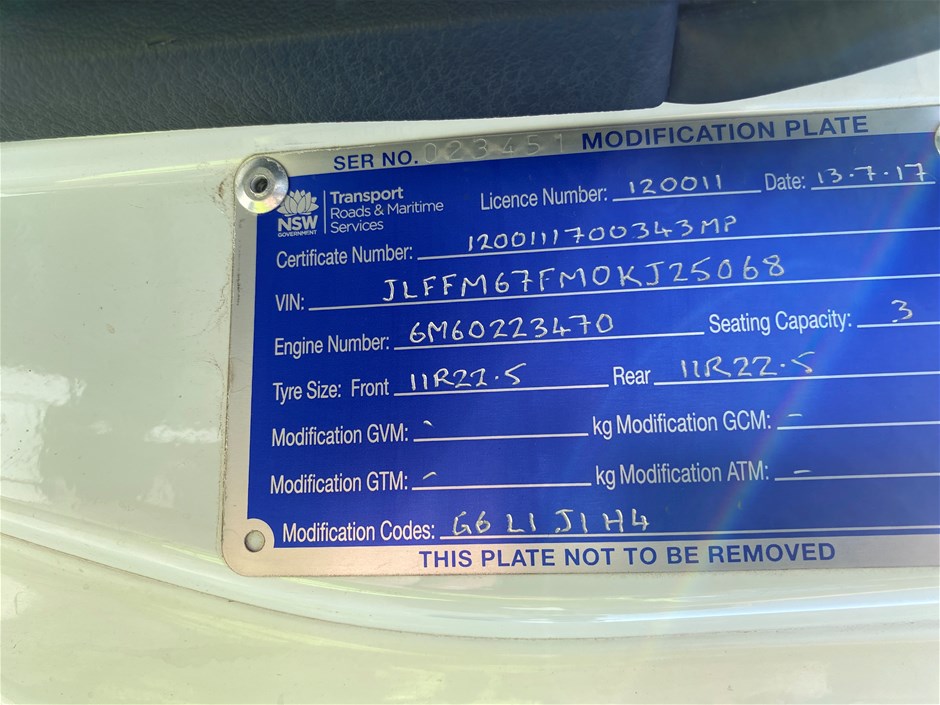 SER NO. 023451 MODIFICATION PLATE
NSW GOVERNMENT
Transport
Roads & Maritime
Services
Licence Number: 120011 Date: 13.7.17
Certificate Number: 1200111700343MP
VIN: JLFFM67FM0KJ25068
Engine Number: 6M60223470 Seating Capacity: 3
Tyre Size: Front 11R22.5 Rear 11R22.5
Modification GVM: - kg Modification GCM: -
Modification GTM: - kg Modification ATM: -
Modification Codes: G6 L1 J1 H4
THIS PLATE NOT TO BE REMOVED